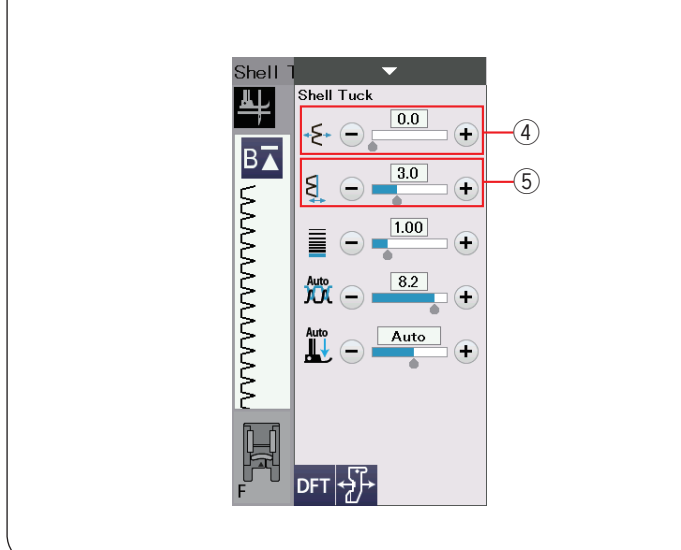 Shell T
Shell Tuck
0.0
④
B
3.0
⑤
1.00
Auto
8.2
Auto
Auto
F
DFT